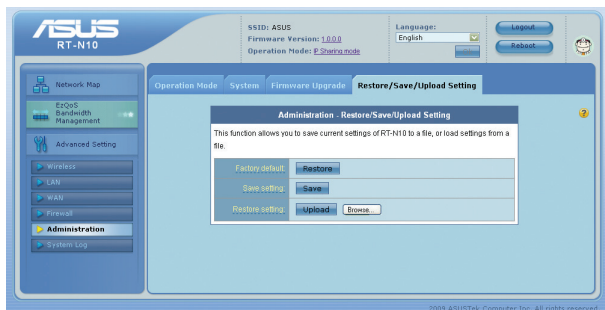 ASUS
RT-N10
SSID: ASUS
Firmware Version: 1.0.0.0
Operation Mode: IP Sharing mode
Language:
English
Logout
Reboot
Network Map
EzQoS
Bandwidth
Management
Advanced Setting
Wireless
LAN
WAN
Firewall
Administration
System Log
Operation Mode System Firmware Upgrade Restore/Save/Upload Setting
Administration - Restore/Save/Upload Setting
This function allows you to save current settings of RT-N10 to a file, or load settings from a
file.
Factory default: Restore
Save setting: Save
Restore setting: Upload Browse...
2009 ASUSTek Computer Inc. All rights reserved